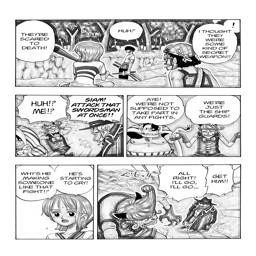 !
I THOUGHT
THEY
WERE
SOME
KIND OF
SECRET
WEAPON!!
HUH?
THEY'RE
SCARED
TO
DEATH!
WE'RE
JUST
THE SHIP
GUARDS!
AYE!
WE'RE NOT
SUPPOSED TO
TAKE PART IN
ANY FIGHTS.
SIAM!
ATTACK THAT
SWORDSMAN
AT ONCE!!
HUH!?
ME!?
GET
HIM!!
ALL
RIGHT!
I'LL GO,
I'LL GO...
HE'S
STARTING
TO CRY!
WHY'S HE
MAKING
SOMEONE
LIKE THAT
FIGHT!?